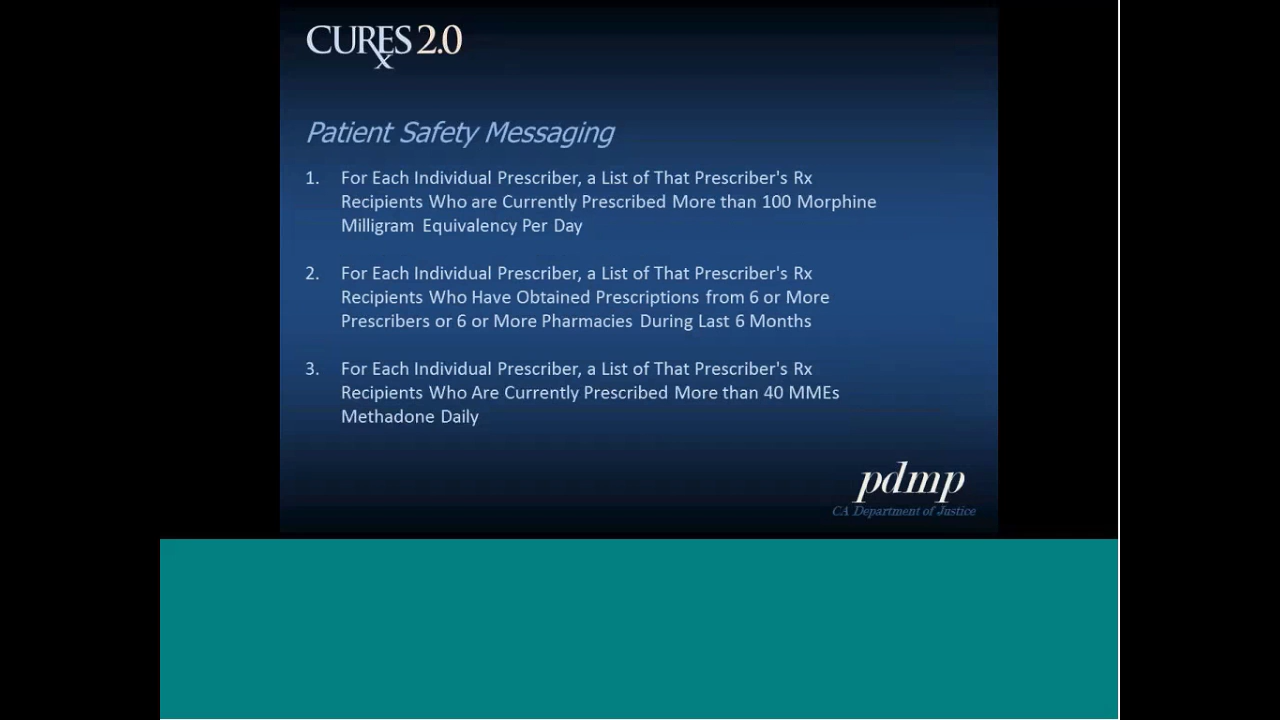 CURES 2.0
Patient Safety Messaging
1. For Each Individual Prescriber, a List of That Prescriber's Rx
Recipients Who are Currently Prescribed More than 100 Morphine
Milligram Equivalency Per Day
2. For Each Individual Prescriber, a List of That Prescriber's Rx
Recipients Who Have Obtained Prescriptions from 6 or More
Prescribers or 6 or More Pharmacies During Last 6 Months
3. For Each Individual Prescriber, a List of That Prescriber's Rx
Recipients Who Are Currently Prescribed More than 40 MMEs
Methadone Daily
pdmp
CA Department of Justice